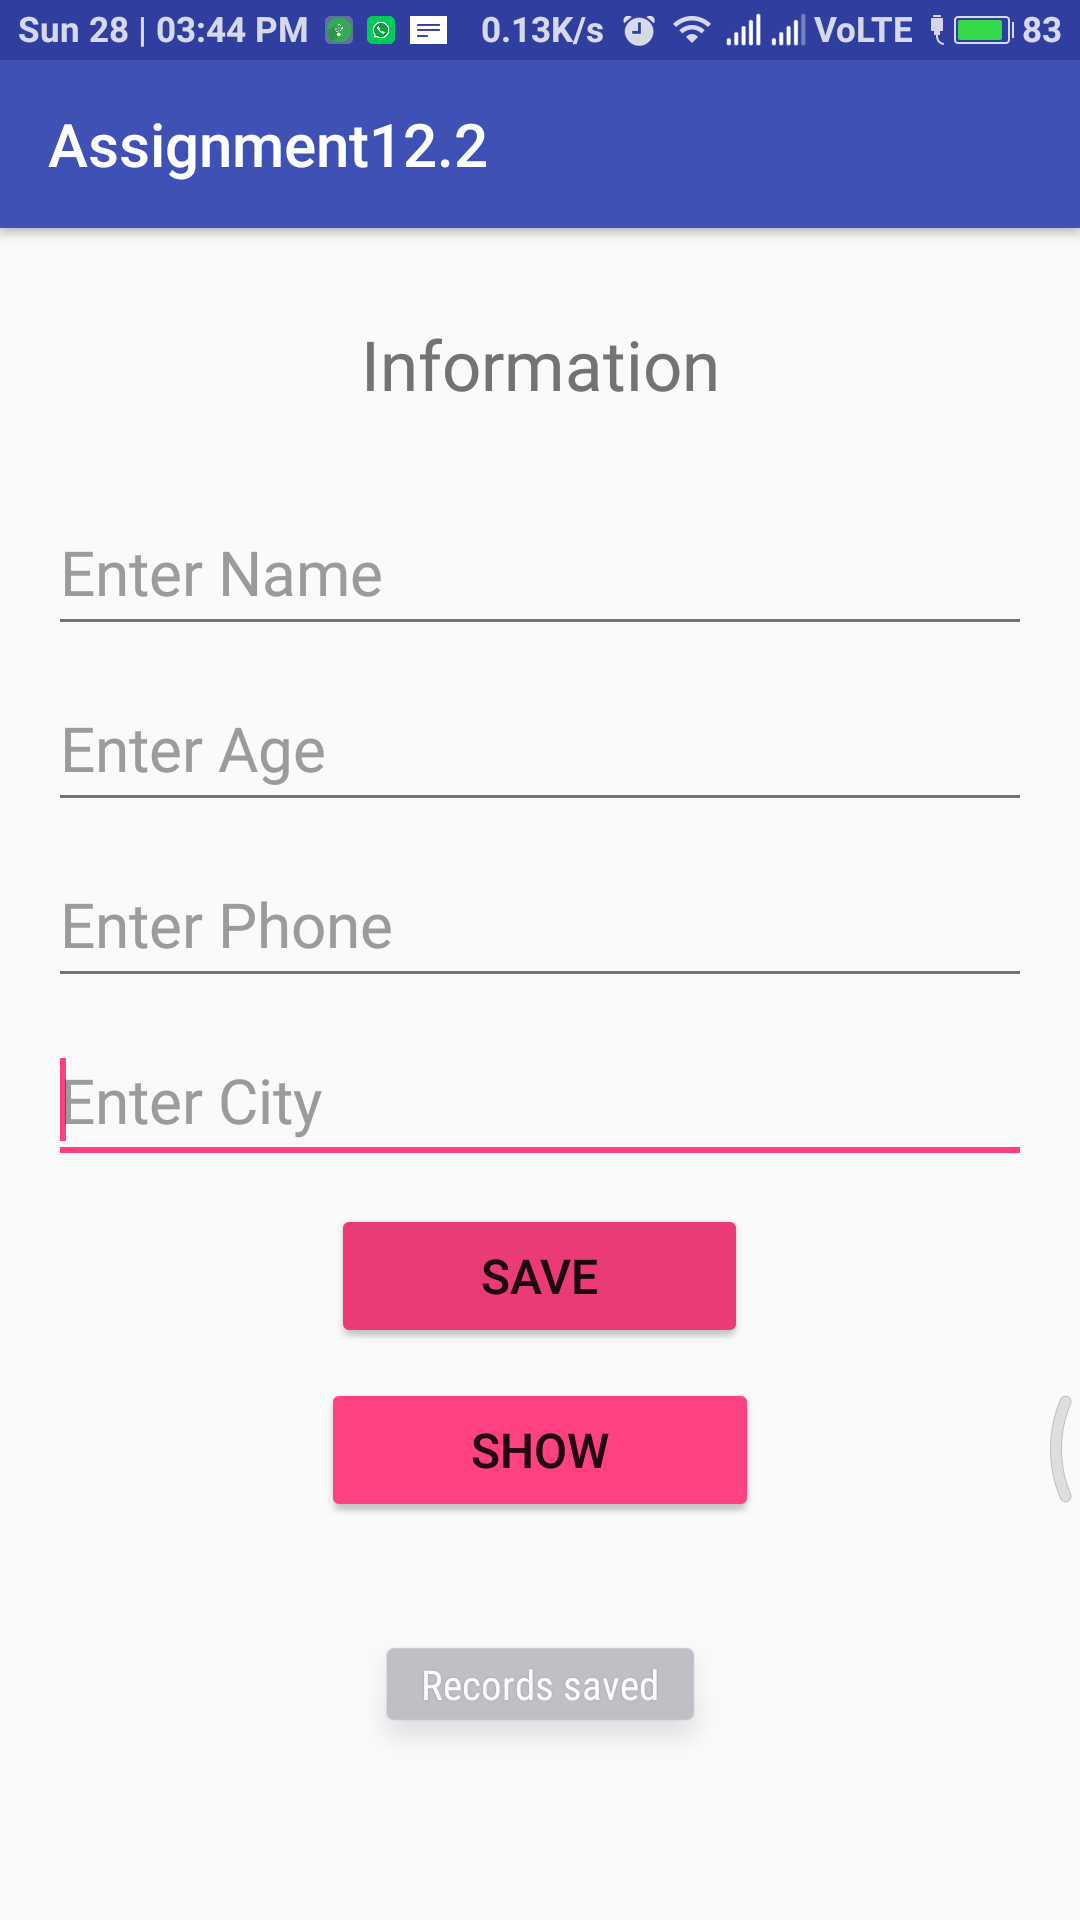 Sun 28 | 03:44 PM 0.13K/s VoLTE 83
Assignment12.2
Information
Enter Name
Enter Age
Enter Phone
Enter City
SAVE
SHOW
Records saved